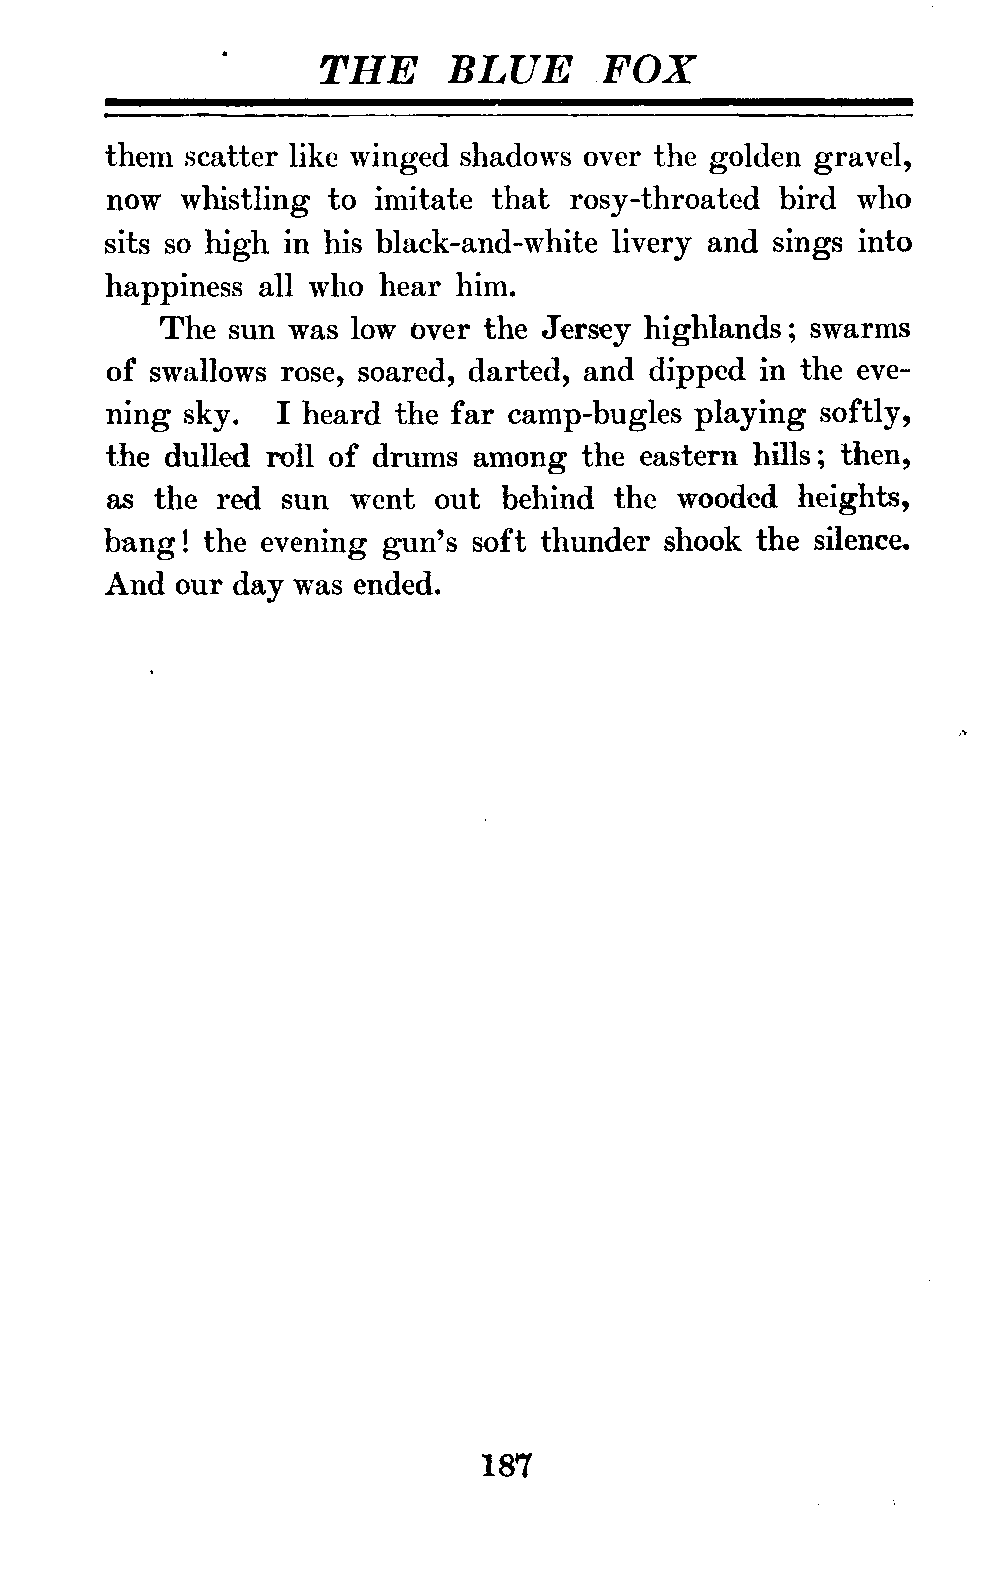 THE BLUE FOX
them scatter like winged shadows over the golden gravel,
now whistling to imitate that rosy-throated bird who
sits so high in his black-and-white livery and sings into
happiness all who hear him.
The sun was low over the Jersey highlands; swarms
of swallows rose, soared, darted, and dipped in the eve-
ning sky. I heard the far camp-bugles playing softly,
the dulled roll of drums among the eastern hills; then,
as the red sun went out behind the wooded heights,
bang! the evening gun's soft thunder shook the silence.
And our day was ended.
187